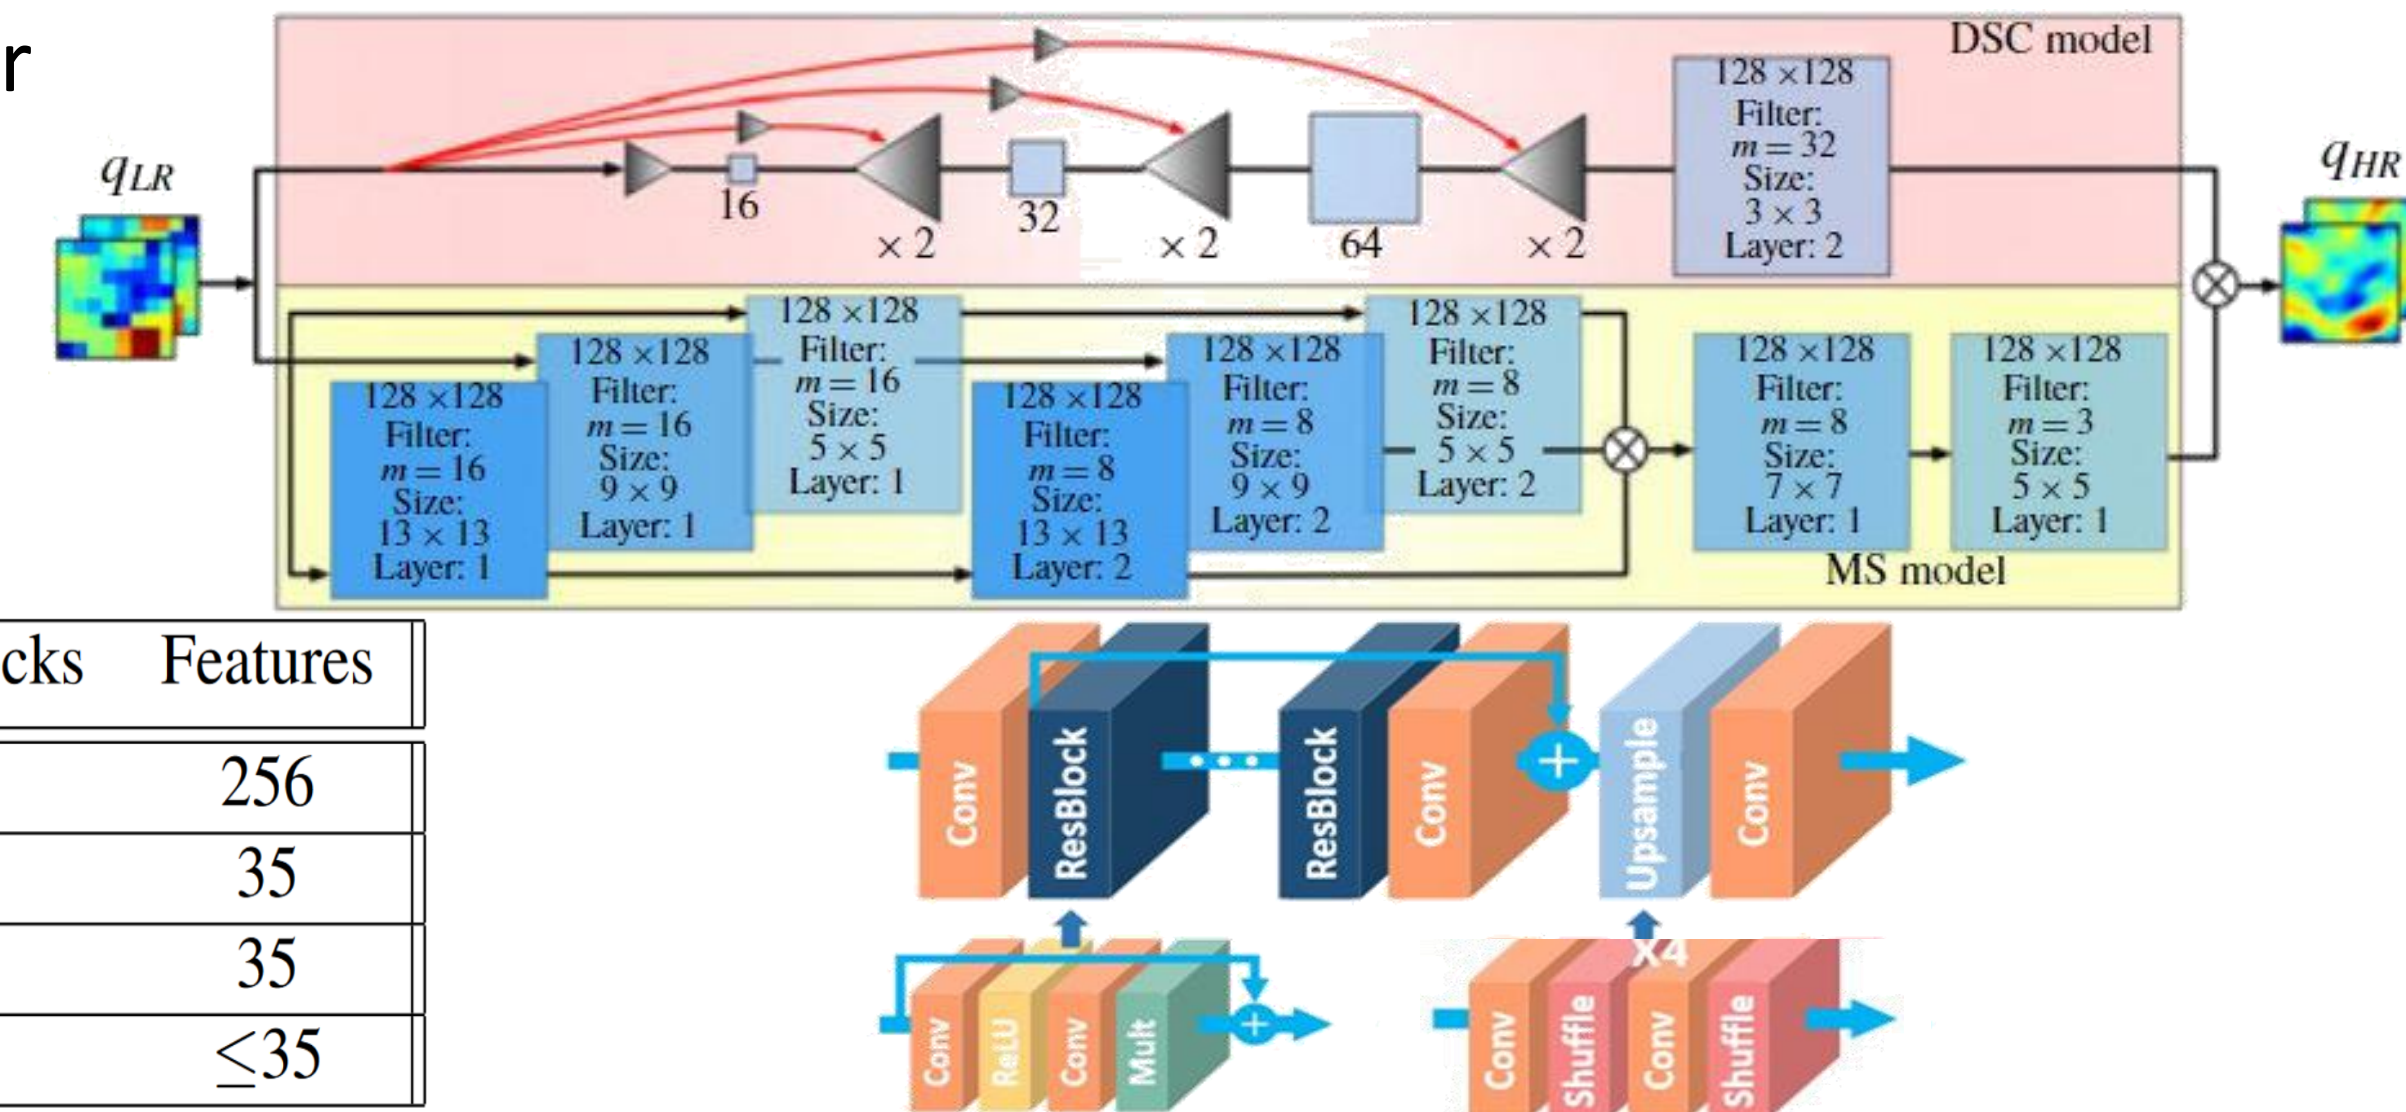 r
DSC model
q_LR
16
× 2
32
× 2
64
× 2
128 ×128
Filter:
m = 32
Size:
3 × 3
Layer: 2
q_HR
128 ×128
Filter:
m = 16
Size:
13 × 13
Layer: 1
128 ×128
Filter:
m = 16
Size:
9 × 9
Layer: 1
128 ×128
Filter:
m = 16
Size:
5 × 5
Layer: 1
128 ×128
Filter:
m = 8
Size:
13 × 13
Layer: 2
128 ×128
Filter:
m = 8
Size:
9 × 9
Layer: 2
128 ×128
Filter:
m = 8
Size:
5 × 5
Layer: 2
128 ×128
Filter:
m = 8
Size:
7 × 7
Layer: 1
128 ×128
Filter:
m = 3
Size:
5 × 5
Layer: 1
MS model
cks Features
256
35
35
≤35
Conv
ResBlock
ResBlock
Conv
Upsample
Conv
Conv
ReLU
Conv
Mult
X4
Conv
Shuffle
Conv
Shuffle